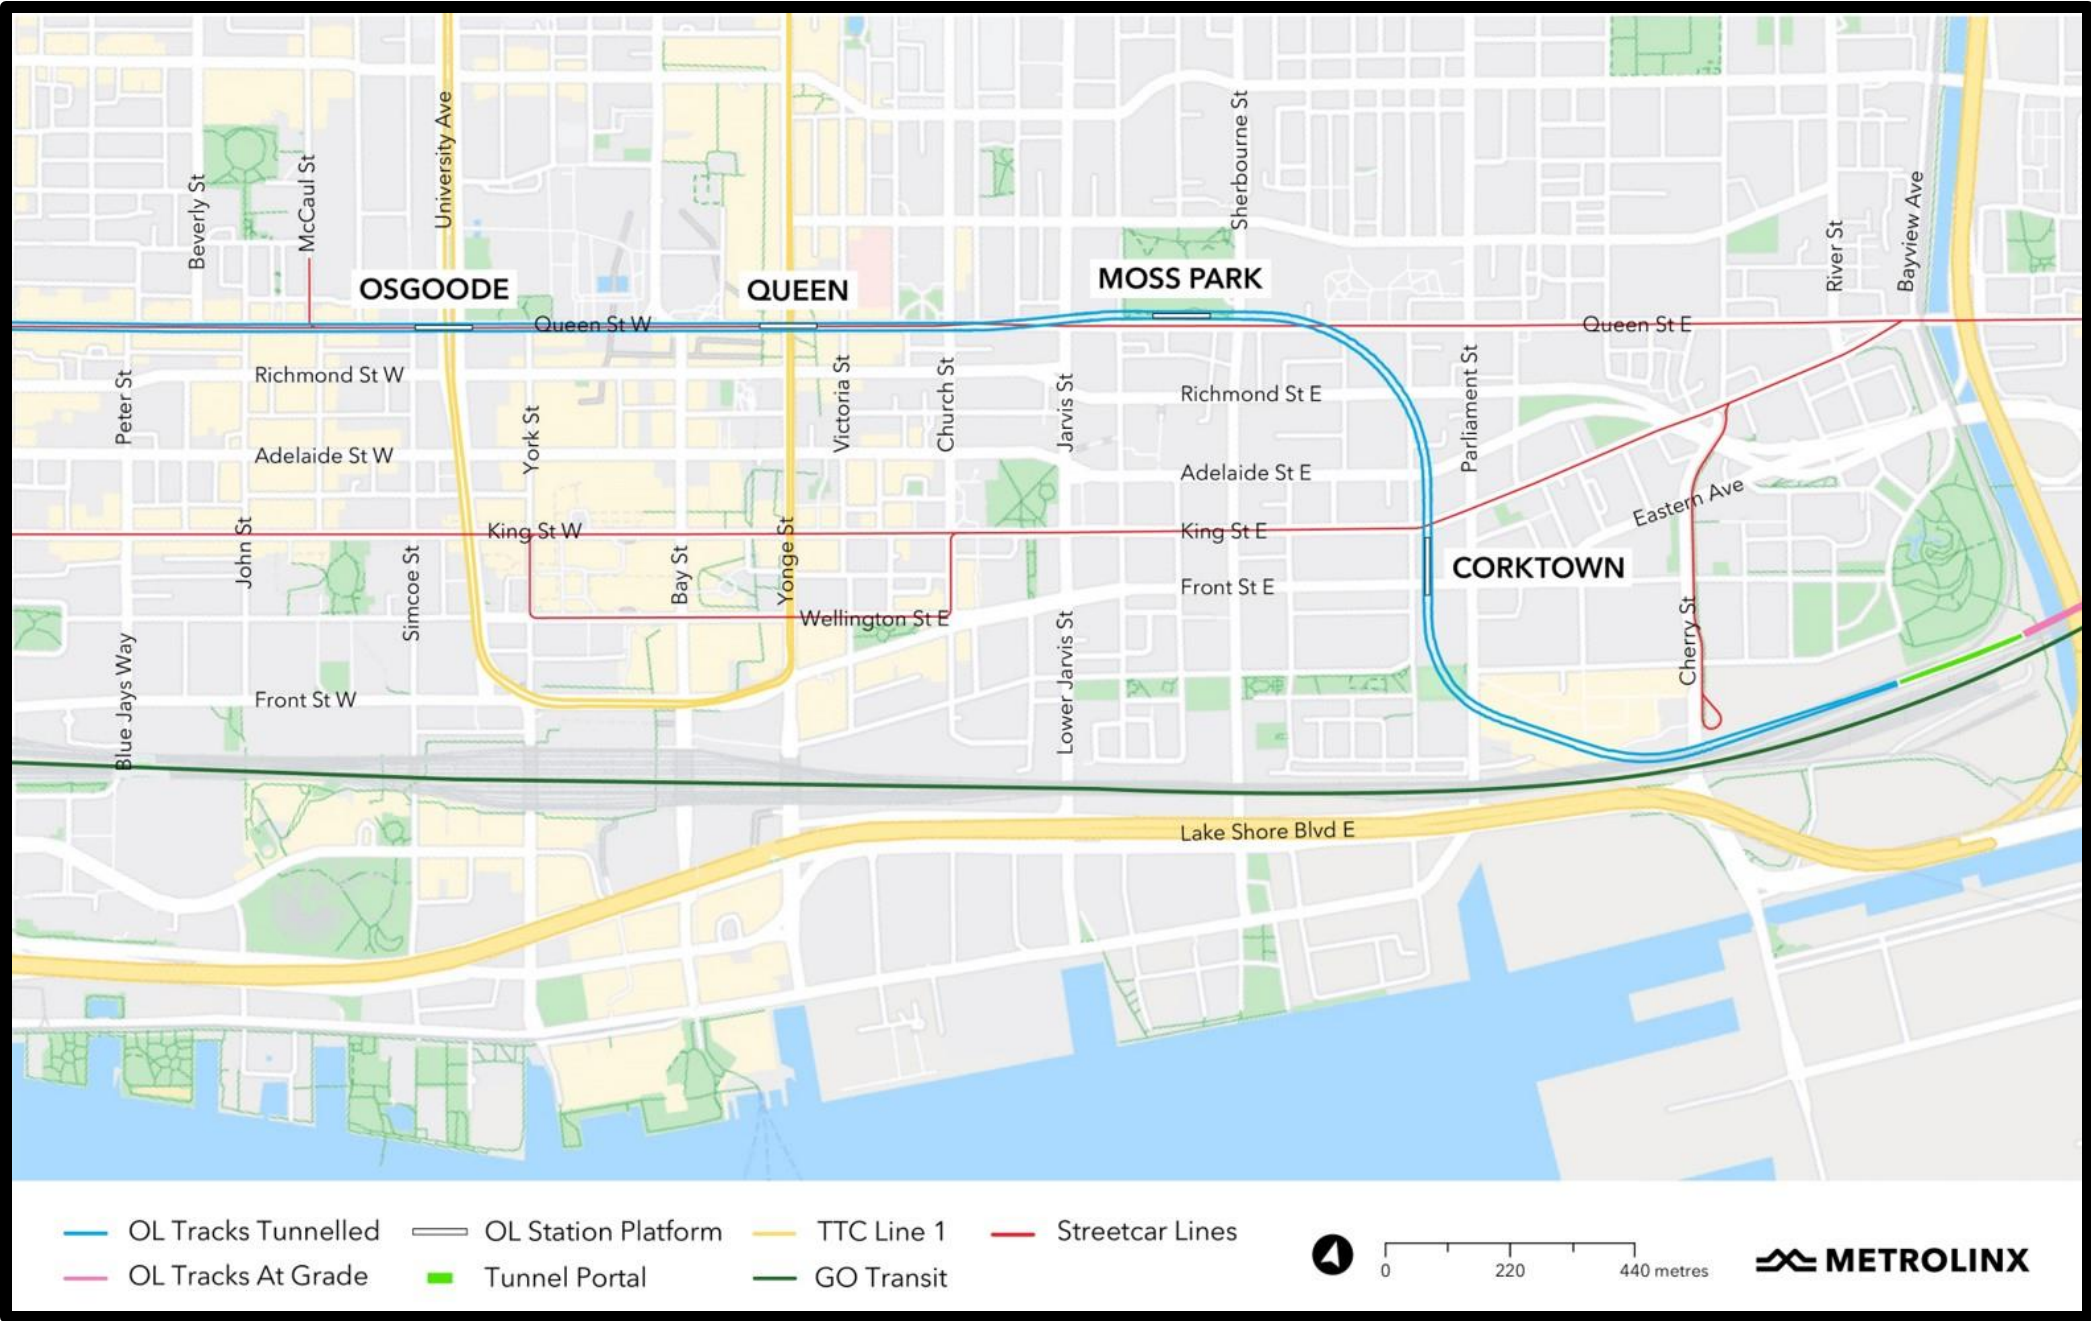 Beverly St
McCaul St
University Ave
Sherbourne St
River St
Bayview Ave
OSGOODE
QUEEN
MOSS PARK
Queen St W
Queen St E
Peter St
Richmond St W
York St
Victoria St
Church St
Jarvis St
Richmond St E
Parliament St
Adelaide St W
Adelaide St E
Eastern Ave
John St
Simcoe St
King St W
Bay St
Yonge St
King St E
CORKTOWN
Front St E
Wellington St E
Cherry St
Blue Jays Way
Front St W
Lower Jarvis St
Lake Shore Blvd E
OL Tracks Tunnelled
OL Station Platform
TTC Line 1
Streetcar Lines
OL Tracks At Grade
Tunnel Portal
GO Transit
0 220 440 metres
METROLINX